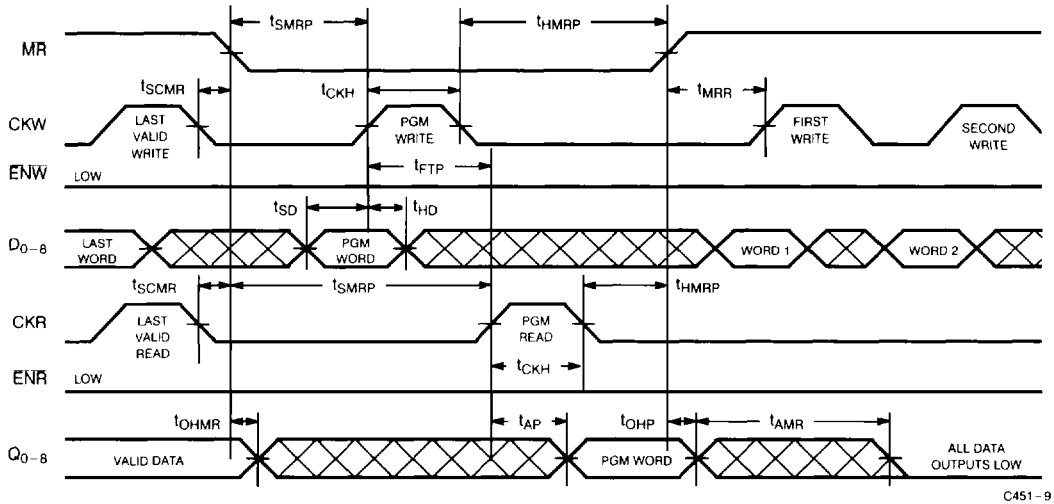 tSMRP
tHMRP
MR
tSCMR
tCKH
tMRR
CKW
LAST
VALID
WRITE
PGM
WRITE
FIRST
WRITE
SECOND
WRITE
tFTP
ENW
LOW
tSD
tHD
D0–8
LAST
WORD
PGM
WORD
WORD 1
WORD 2
tSCMR
tSMRP
tHMRP
CKR
LAST
VALID
READ
PGM
READ
tCKH
ENR
LOW
tOHMR
tAP
tOHP
tAMR
Q0–8
VALID DATA
PGM WORD
ALL DATA
OUTPUTS LOW
C451–9